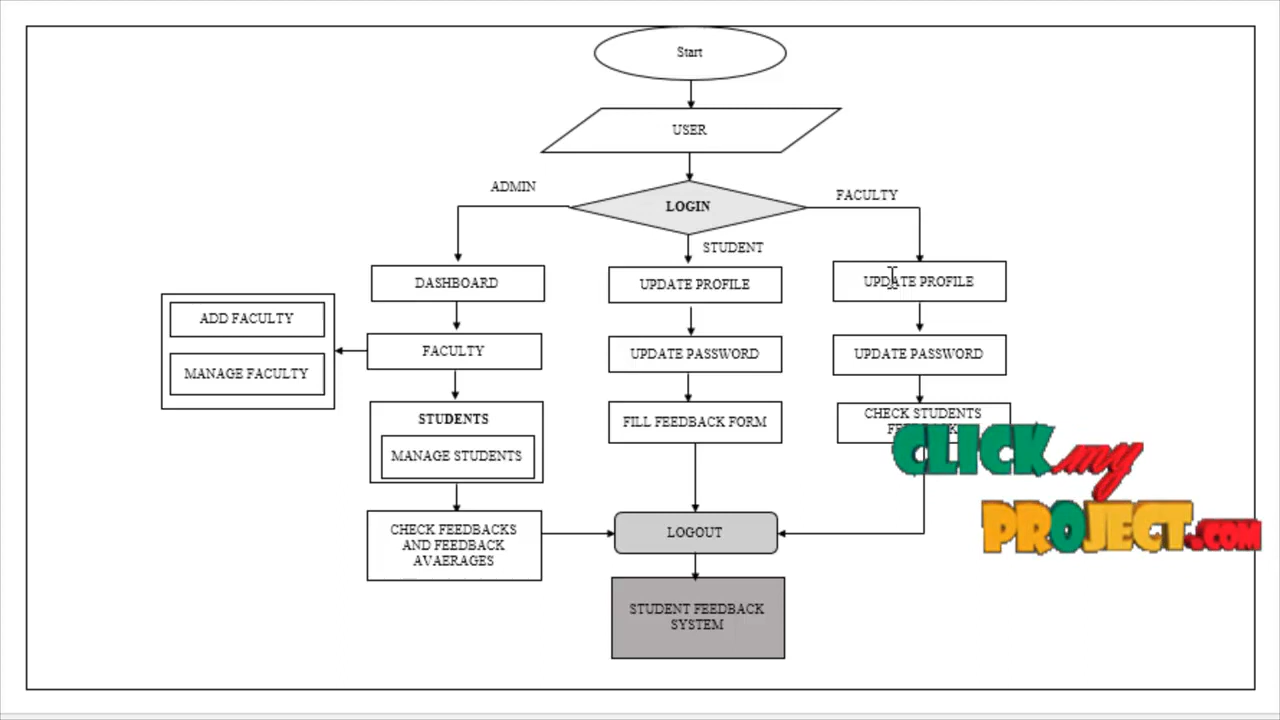 Start
USER
ADMIN
LOGIN
FACULTY
STUDENT
DASHBOARD
UPDATE PROFILE
UPDATE PROFILE
ADD FACULTY
MANAGE FACULTY
FACULTY
UPDATE PASSWORD
UPDATE PASSWORD
STUDENTS
MANAGE STUDENTS
FILL FEEDBACK FORM
CHECK STUDENTS
CLICK my
PROJECT.COM
CHECK FEEDBACKS
AND FEEDBACK
AVAERAGES
LOGOUT
STUDENT FEEDBACK
SYSTEM